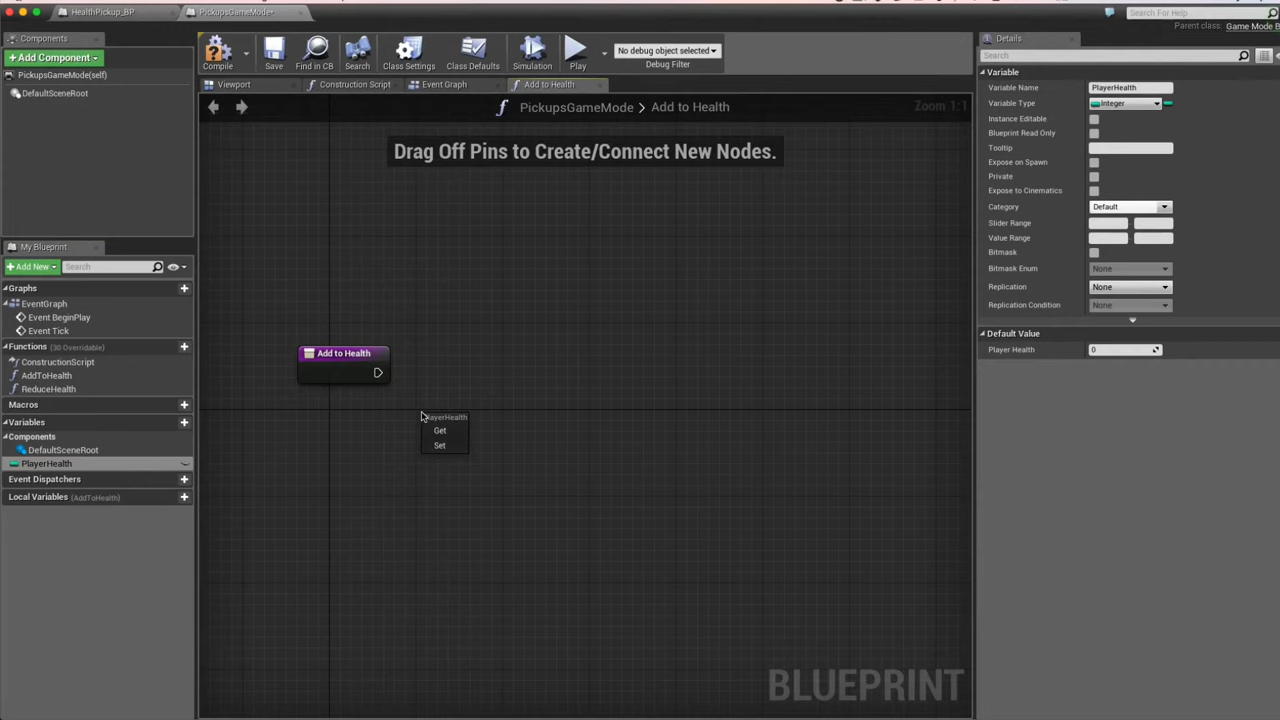 HealthPickup_BP
PickupsGameMode*
Search For Help
Parent class: Game Mode B
Components
+Add Component
PickupsGameMode(self)
DefaultSceneRoot
Compile
Save
Find in CB
Search
Class Settings
Class Defaults
Simulation
Play
No debug object selected
Debug Filter
Viewport
Construction Script
Event Graph
Add to Health
PickupsGameMode > Add to Health
Zoom 1:1
Drag Off Pins to Create/Connect New Nodes.
Add to Health
Get
Set
BLUEPRINT
My Blueprint
+Add New
Search
Graphs
EventGraph
Event BeginPlay
Event Tick
Functions (30 Overridable)
ConstructionScript
AddToHealth
ReduceHealth
Macros
Variables
Components
DefaultSceneRoot
PlayerHealth
Event Dispatchers
Local Variables (AddToHealth)
Details
Search
Variable
Variable Name PlayerHealth
Variable Type Integer
Instance Editable
Blueprint Read Only
Tooltip
Expose on Spawn
Private
Expose to Cinematics
Category Default
Slider Range
Value Range
Bitmask
Bitmask Enum None
Replication None
Replication Condition None
Default Value
Player Health 0